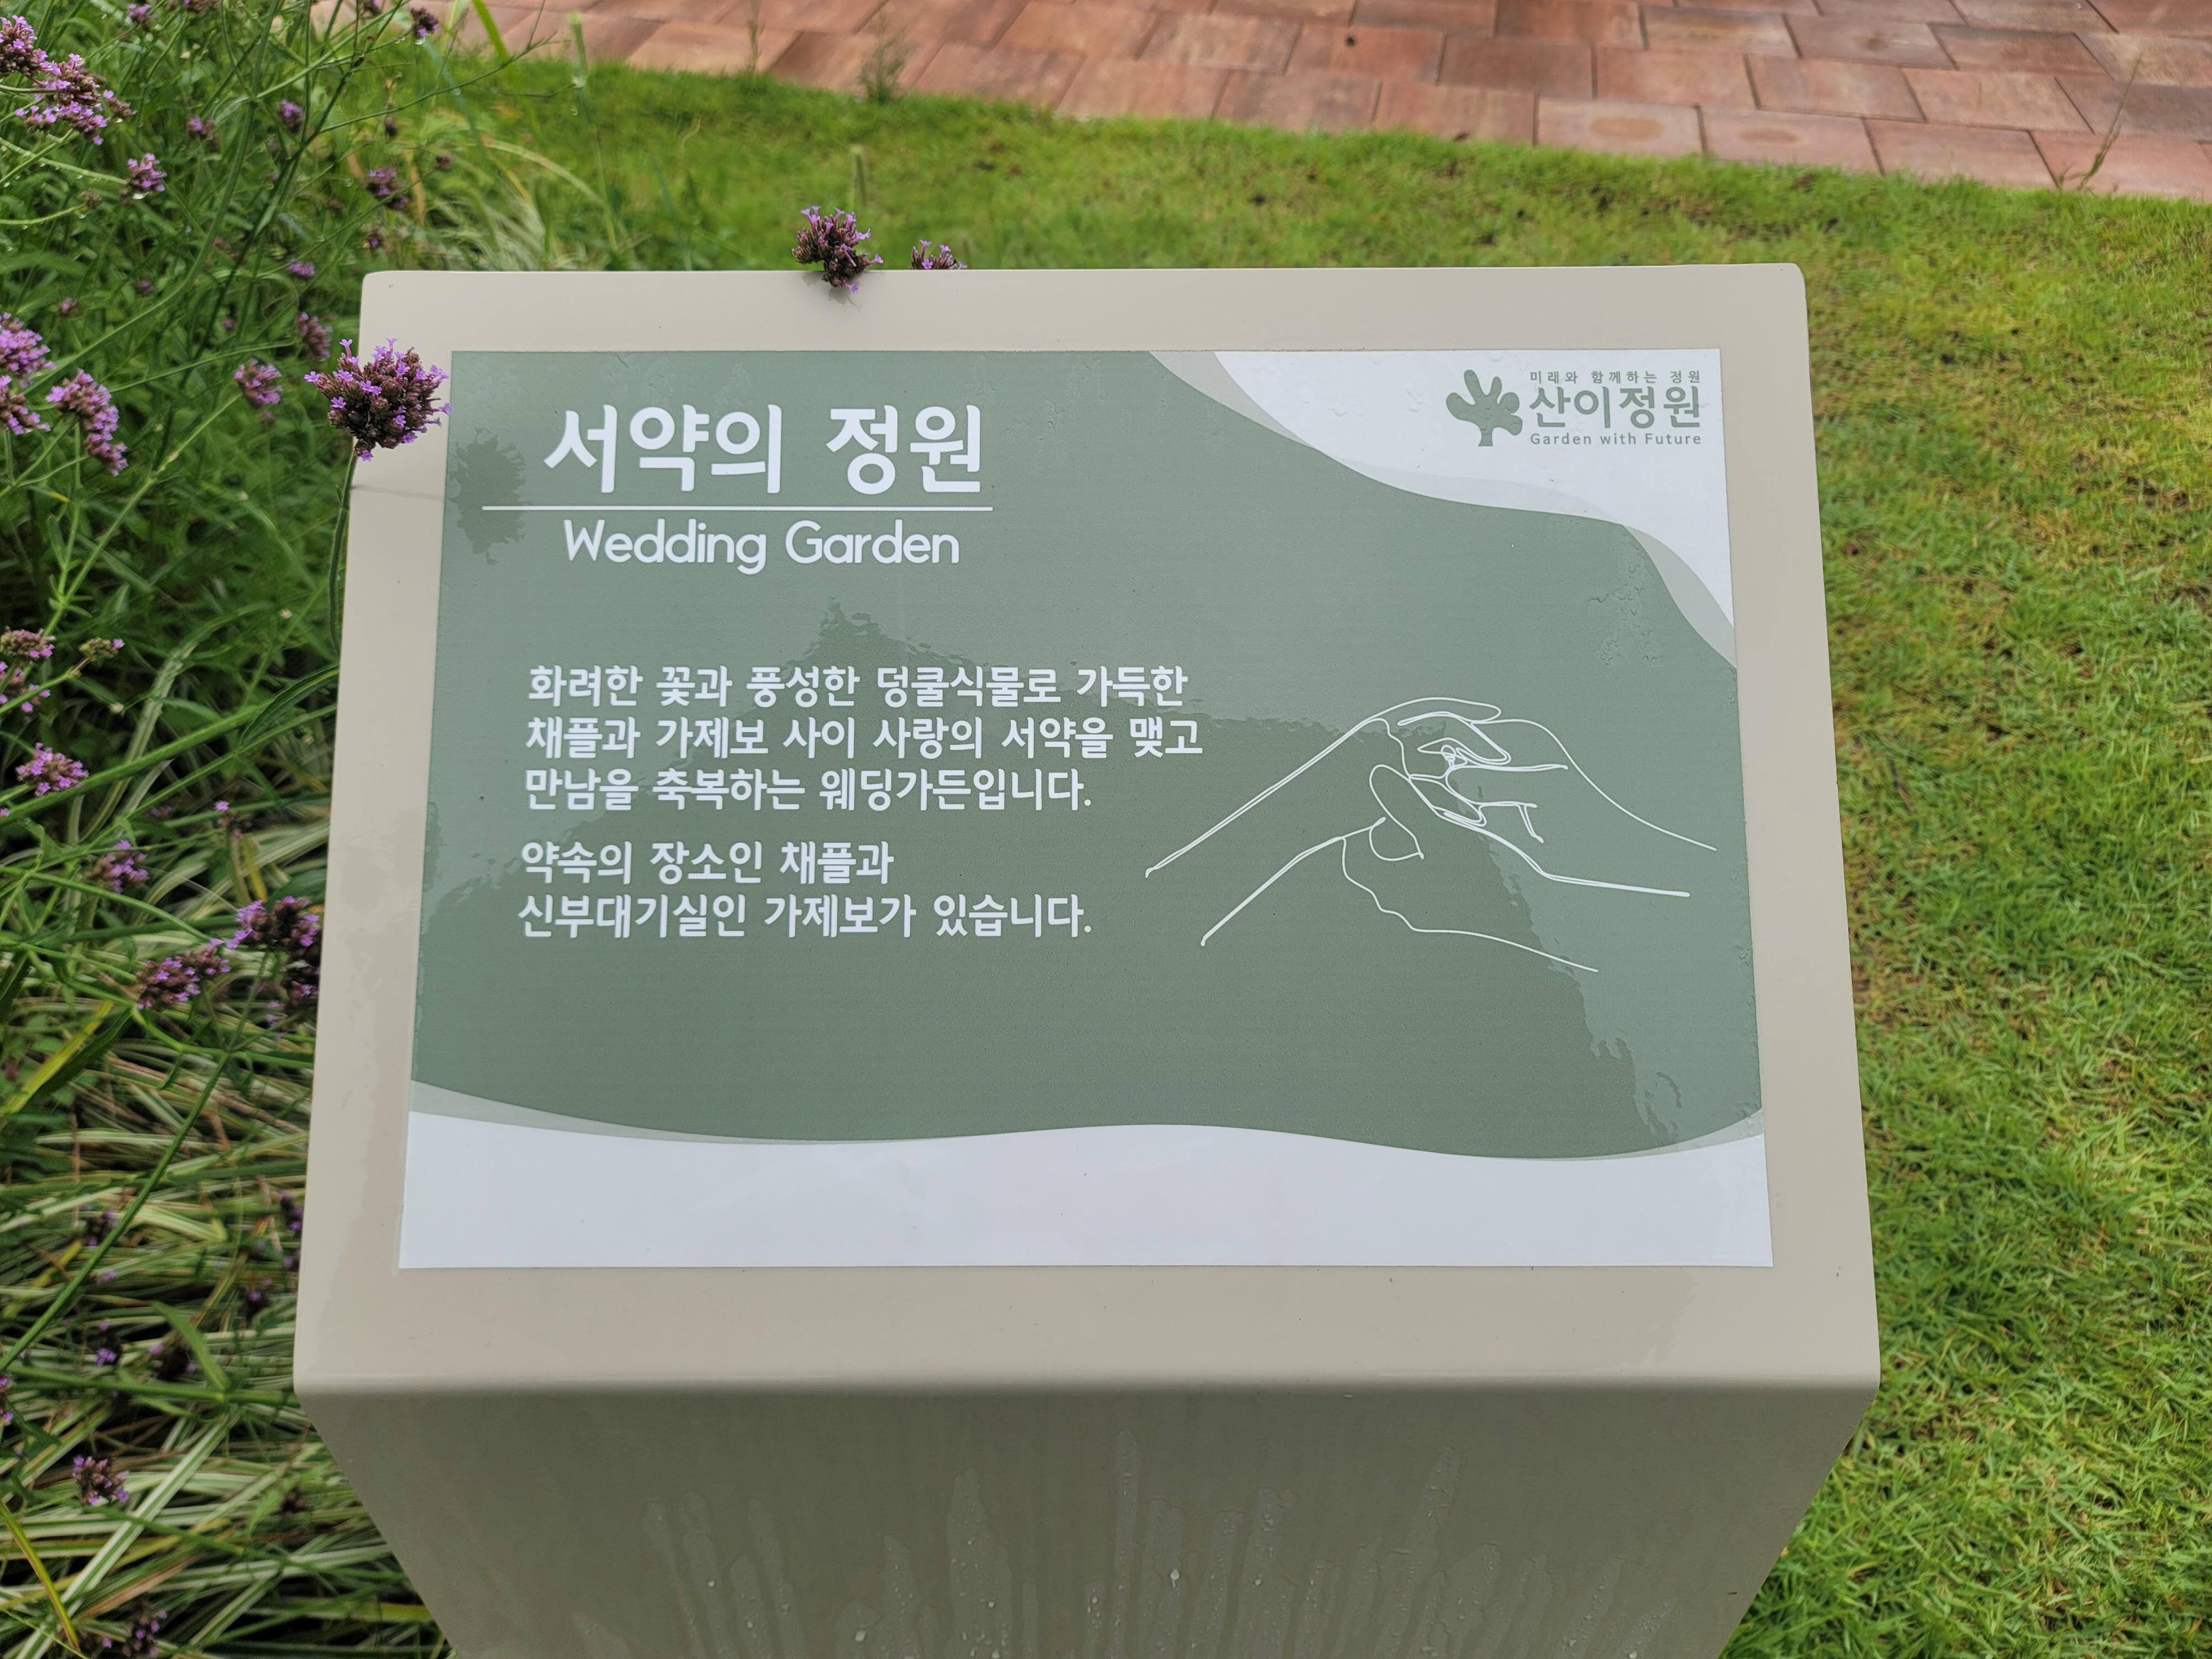 서약의 정원
Wedding Garden
미래와 함께하는 정원
산이정원
Garden with Future
화려한 꽃과 풍성한 덩쿨식물로 가득한
채플과 가제보 사이 사랑의 서약을 맺고
만남을 축복하는 웨딩가든입니다.
약속의 장소인 채플과
신부대기실인 가제보가 있습니다.